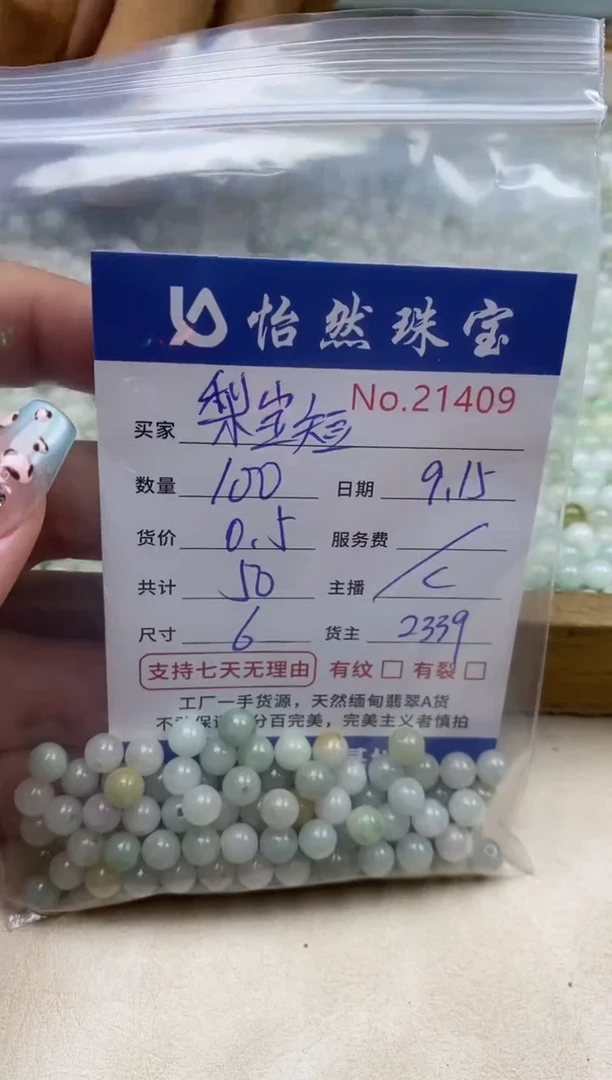 怡然珠宝
No.21409
买家 梨尝短
数量 100 日期 9.15
货价 0.5 服务费
共计 50 主播 C
尺寸 6 货主 2339
支持七天无理由 有纹 有裂
工厂一手货源，天然缅甸翡翠A货
保 分百完美，完美主义者慎拍